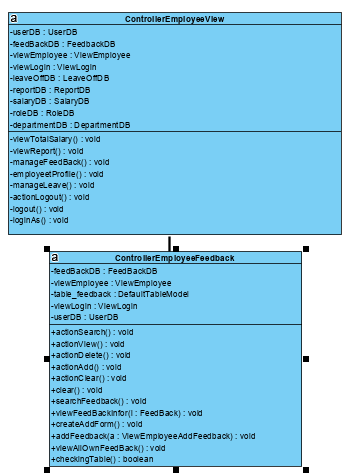 a
ControllerEmployeeView
-userDB : UserDB
-feedBackDB : FeedbackDB
-viewEmployee : ViewEmployee
-viewLogin : ViewLogin
-leaveOffDB : LeaveOffDB
-reportDB : ReportDB
-salaryDB : SalaryDB
-roleDB : RoleDB
-departmentDB : DepartmentDB
-viewTotalSalary() : void
-viewReport() : void
-manageFeedBack() : void
-employeetProfile() : void
-manageLeave() : void
-actionLogout() : void
-logout() : void
-loginAs() : void
a
ControllerEmployeeFeedback
-feedBackDB : FeedBackDB
-viewEmployee : ViewEmployee
-table_feedback : DefaultTableModel
-viewLogin : ViewLogin
-userDB : UserDB
+actionSearch() : void
+actionView() : void
+actionDelete() : void
+actionAdd() : void
+actionClear() : void
+clear() : void
+searchFeedback() : void
+viewFeedBackInfor(i : FeedBack) : void
+createAddForm() : void
+addFeedback(a : ViewEmployeeAddFeedback) : void
+viewAllOwnFeedBack() : void
+checkingTable() : boolean